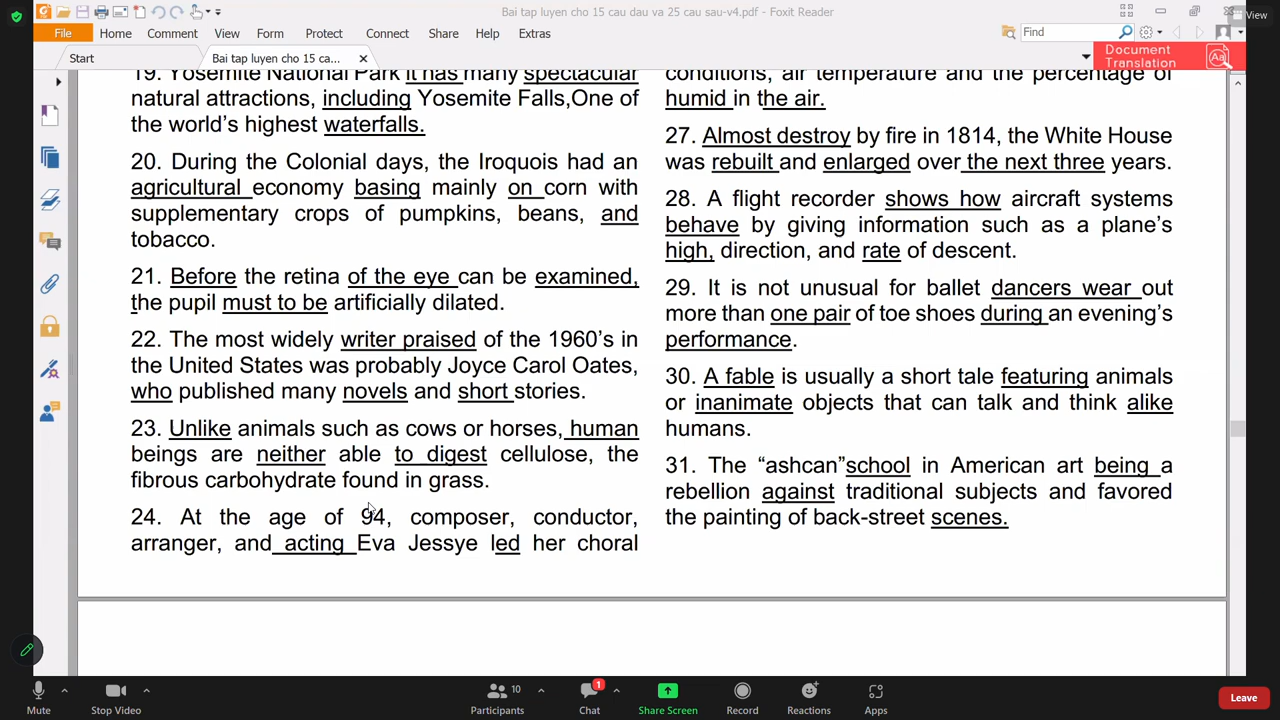 Bai tap luyen cho 15 cau dau va 25 cau sau-v4.pdf - Foxit Reader
View
File Home Comment View Form Protect Connect Share Help Extras
Find
Start
Bai tap luyen cho 15 ca...
Document
Translation
19. Yosemite National Park it has many spectacular
natural attractions, including Yosemite Falls,One of
the world's highest waterfalls.
20. During the Colonial days, the Iroquois had an
agricultural economy basing mainly on corn with
supplementary crops of pumpkins, beans, and
tobacco.
21. Before the retina of the eye can be examined,
the pupil must to be artificially dilated.
22. The most widely writer praised of the 1960's in
the United States was probably Joyce Carol Oates,
who published many novels and short stories.
23. Unlike animals such as cows or horses, human
beings are neither able to digest cellulose, the
fibrous carbohydrate found in grass.
24. At the age of 94, composer, conductor,
arranger, and acting Eva Jessye led her choral
conditions, air temperature and the percentage of
humid in the air.
27. Almost destroy by fire in 1814, the White House
was rebuilt and enlarged over the next three years.
28. A flight recorder shows how aircraft systems
behave by giving information such as a plane's
high, direction, and rate of descent.
29. It is not unusual for ballet dancers wear out
more than one pair of toe shoes during an evening's
performance.
30. A fable is usually a short tale featuring animals
or inanimate objects that can talk and think alike
humans.
31. The “ashcan”school in American art being a
rebellion against traditional subjects and favored
the painting of back-street scenes.
Mute
Stop Video
10
Participants
1
Chat
Share Screen
Record
Reactions
Apps
Leave